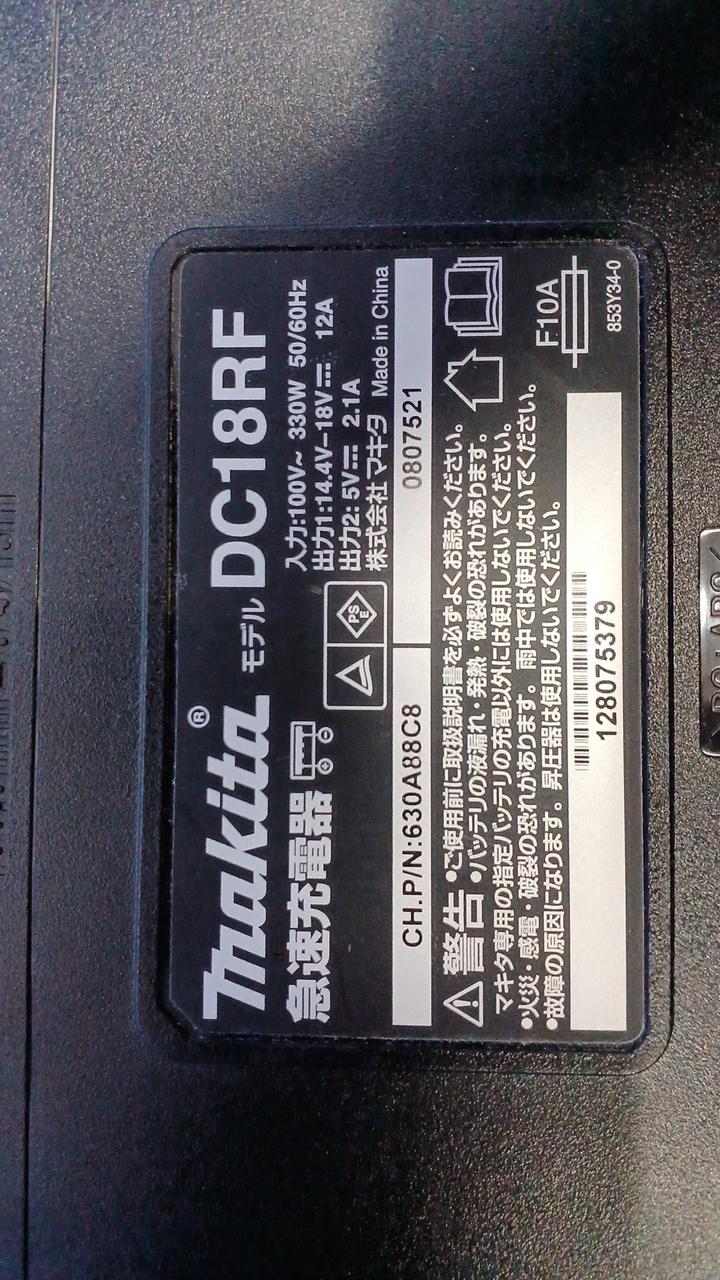 Makita® モデル DC18RF
急速充電器
入力:100V~ 330W 50/60Hz
出力1:14.4V–18V⎓ 12A
出力2: 5V⎓ 2.1A
株式会社 マキタ Made in China
PS
E
CH.P/N:630A88C8 0807521
警告
●ご使用前に取扱説明書を必ずよくお読みください。
●バッテリの液漏れ・発熱・破裂の恐れがあります。
マキタ専用の指定バッテリの充電以外には使用しないでください。
●火災・感電・破裂の恐れがあります。雨中では使用しないでください。
●故障の原因になります。昇圧器は使用しないでください。
F10A
128075379
853Y34-0